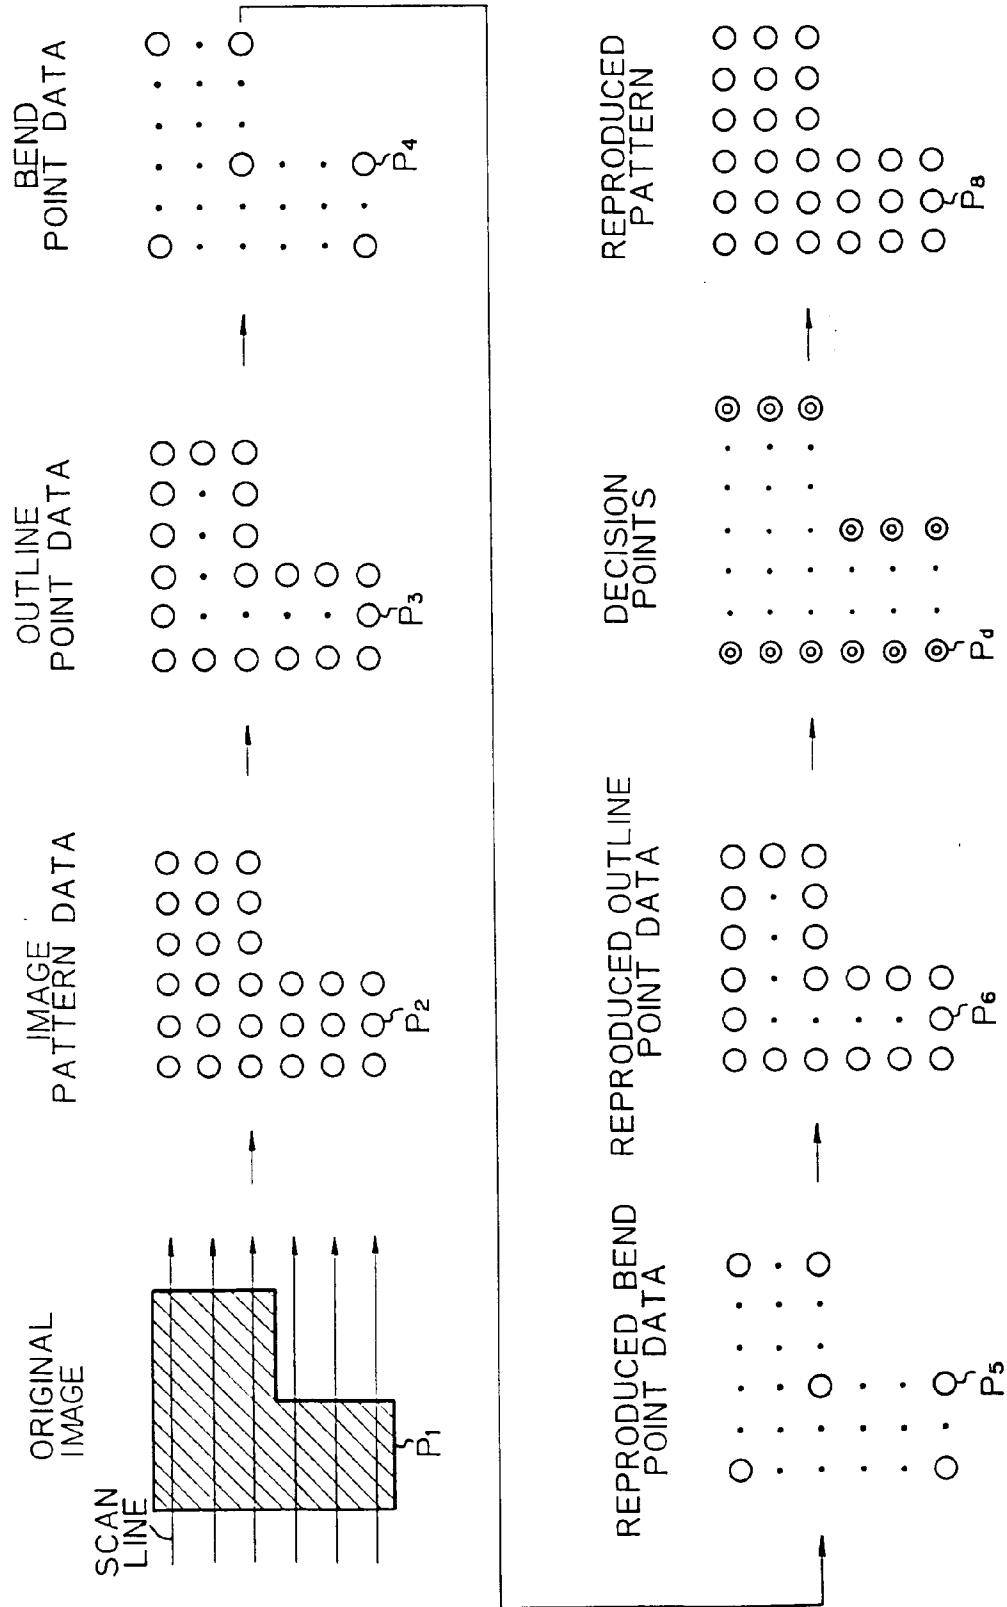 ORIGINAL
IMAGE
SCAN
LINE
P1
IMAGE
PATTERN DATA
P2
OUTLINE
POINT DATA
P3
BEND
POINT DATA
P4
REPRODUCED BEND
POINT DATA
P5
REPRODUCED OUTLINE
POINT DATA
P6
DECISION
POINTS
Pd
REPRODUCED
PATTERN
P8